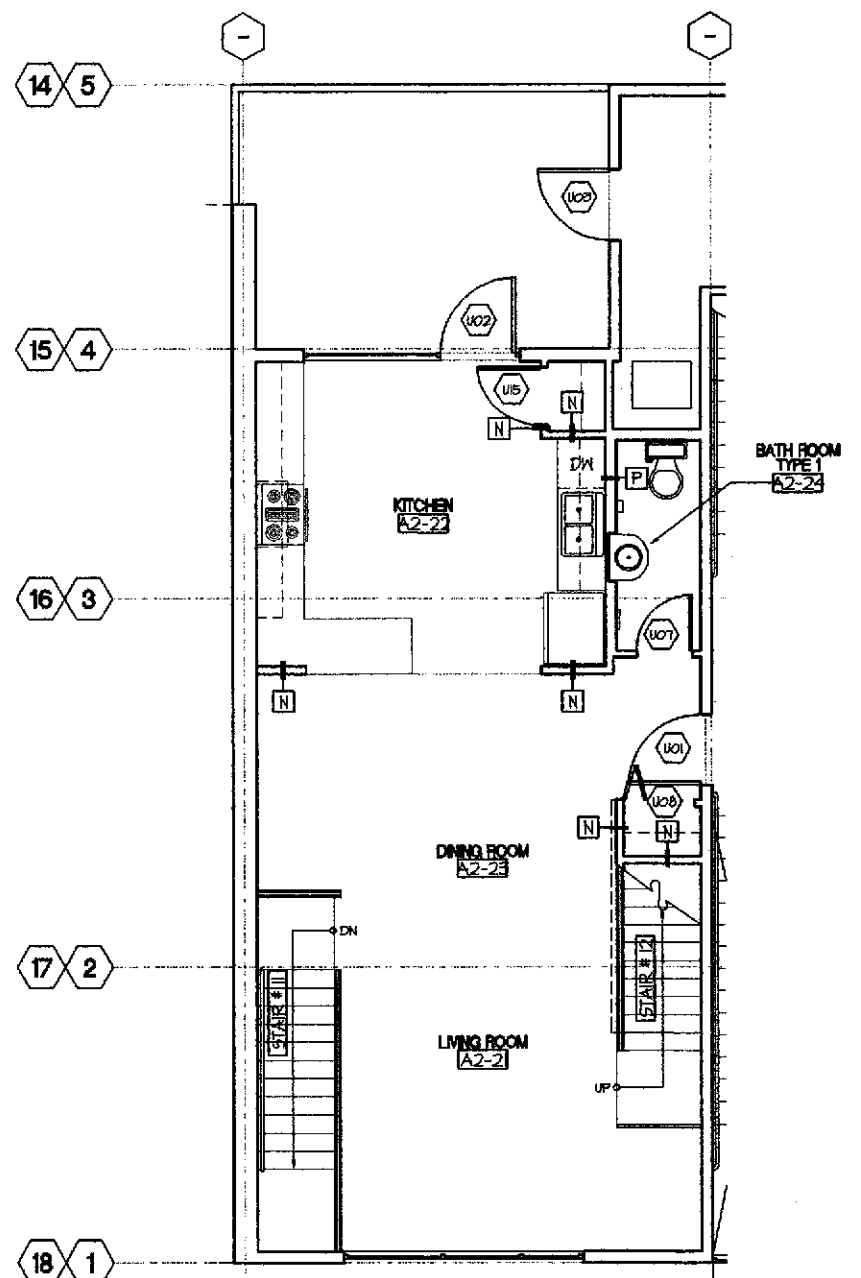 -
-
14 5
U03
U02
15 4
U15
N
N
DW
P
BATH ROOM
TYPE 1
A2-24
KITCHEN
A2-22
16 3
U07
N
N
U01
U08
N
N
DINING ROOM
A2-23
DN
17 2
STAIR # 11
STAIR # 12
LIVING ROOM
A2-2
UP
18 1